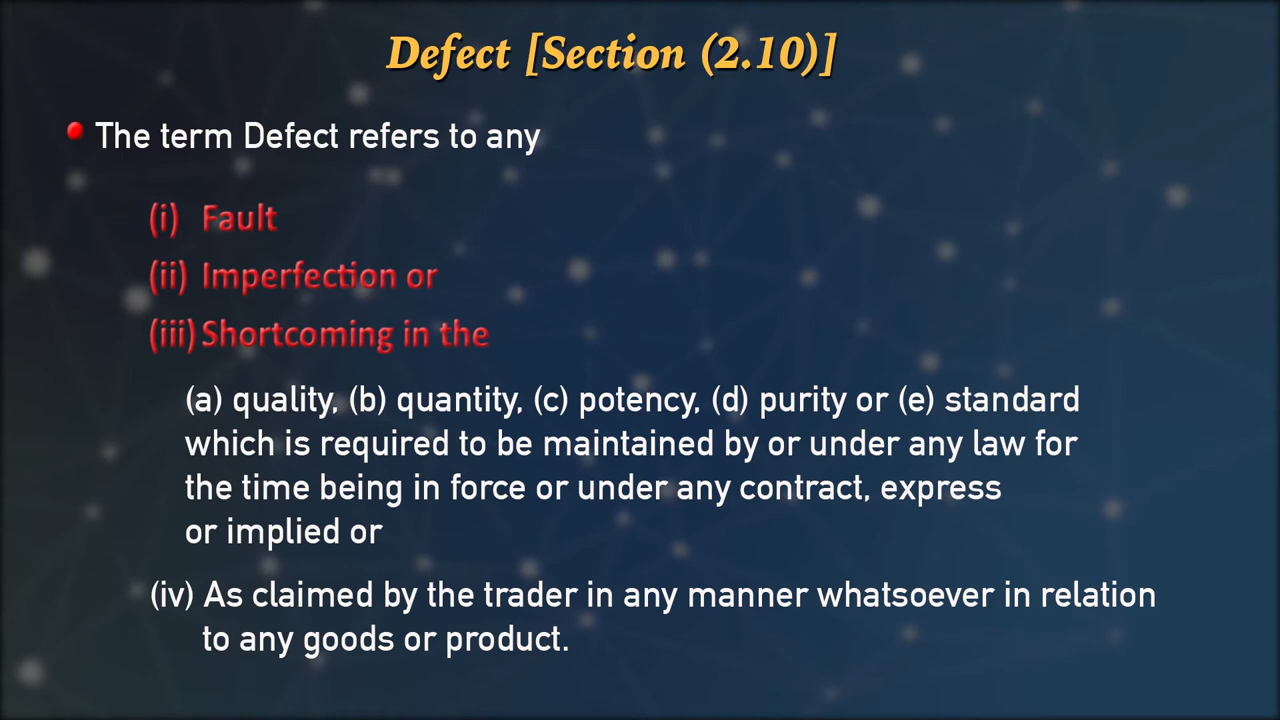 Defect [Section (2.10)]
The term Defect refers to any
(i) Fault
(ii) Imperfection or
(iii) Shortcoming in the
(a) quality, (b) quantity, (c) potency, (d) purity or (e) standard
which is required to be maintained by or under any law for
the time being in force or under any contract, express
or implied or
(iv) As claimed by the trader in any manner whatsoever in relation
to any goods or product.